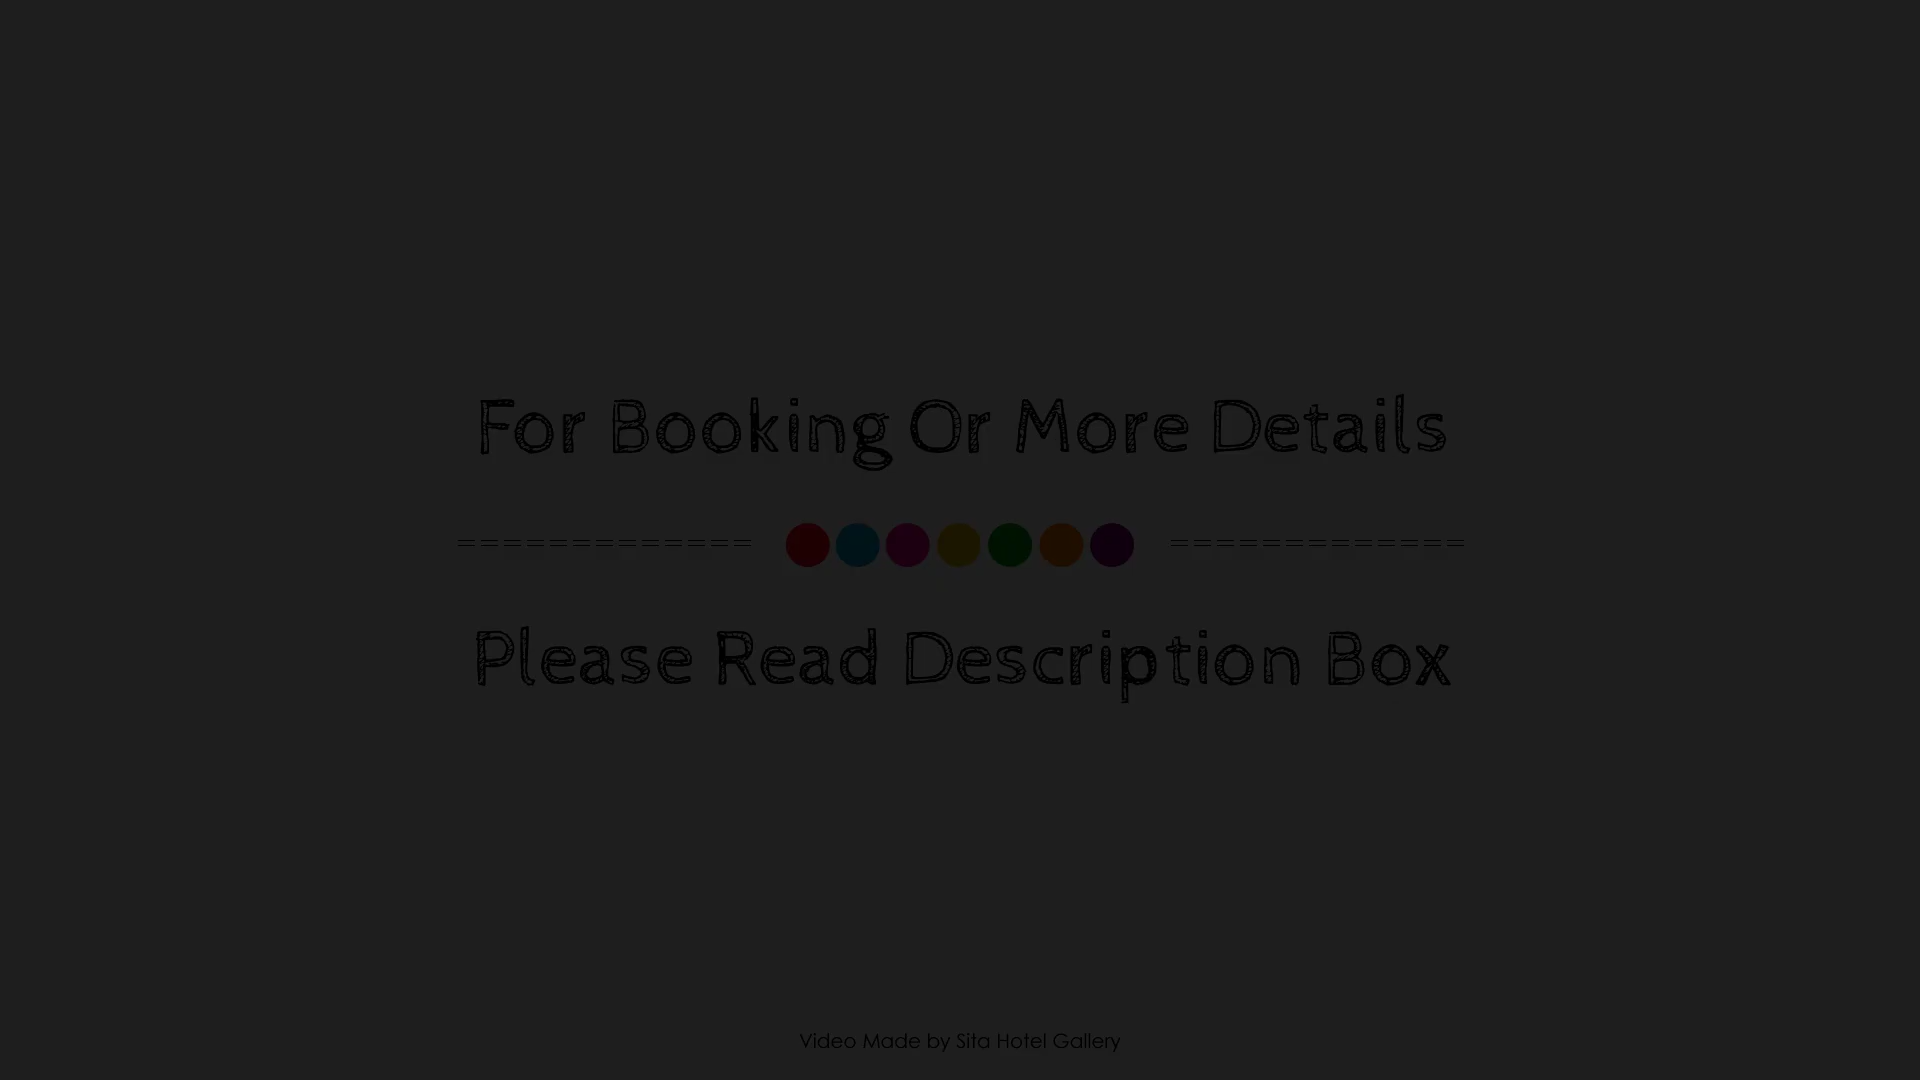 For Booking Or More Details
============= =============
Please Read Description Box
Video Made by Sita Hotel Gallery